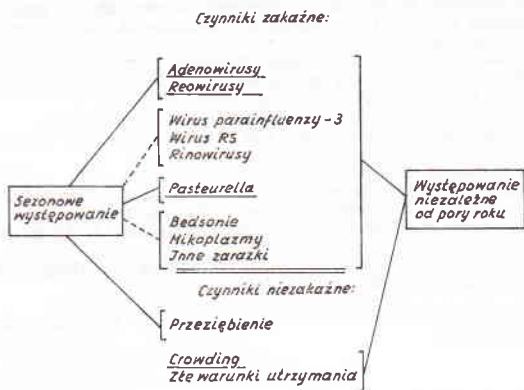 Czynniki zakaźne:
Adenowirusy
Reowirusy
Wirus parainfluenzy-3
Wirus RS
Rinowirusy
Sezonowe
występowanie
Pasteurella
Występowanie
niezależne
od pory roku
Bedsonie
Mikoplazmy
Jnne zarazki
Czynniki niezakaźne:
Przeziębienie
Crowding
Złe warunki utrzymania